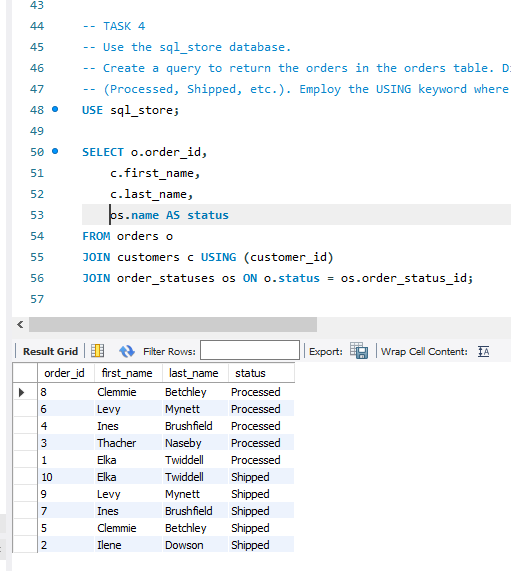 43
44 -- TASK 4
45 -- Use the sql_store database.
46 -- Create a query to return the orders in the orders table. Di
47 -- (Processed, Shipped, etc.). Employ the USING keyword where
48 USE sql_store;
49
50 SELECT o.order_id,
51 c.first_name,
52 c.last_name,
53 os.name AS status
54 FROM orders o
55 JOIN customers c USING (customer_id)
56 JOIN order_statuses os ON o.status = os.order_status_id;
57
Result Grid Filter Rows: Export: Wrap Cell Content: IA
order_id first_name last_name status
8 Clemmie Betchley Processed
6 Levy Mynett Processed
4 Ines Brushfield Processed
3 Thacher Naseby Processed
1 Elka Twiddell Processed
10 Elka Twiddell Shipped
9 Levy Mynett Shipped
7 Ines Brushfield Shipped
5 Clemmie Betchley Shipped
2 Ilene Dowson Shipped